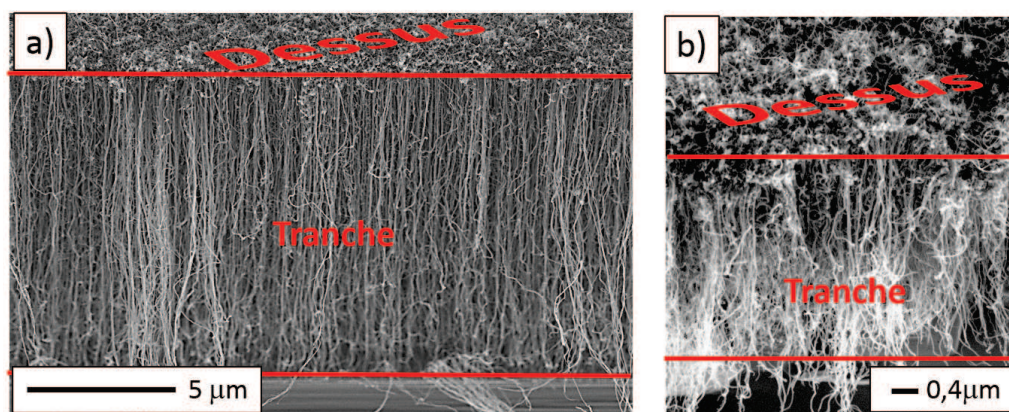 a)
Dessus
Tranche
5 μm
b)
Dessus
Tranche
0,4μm